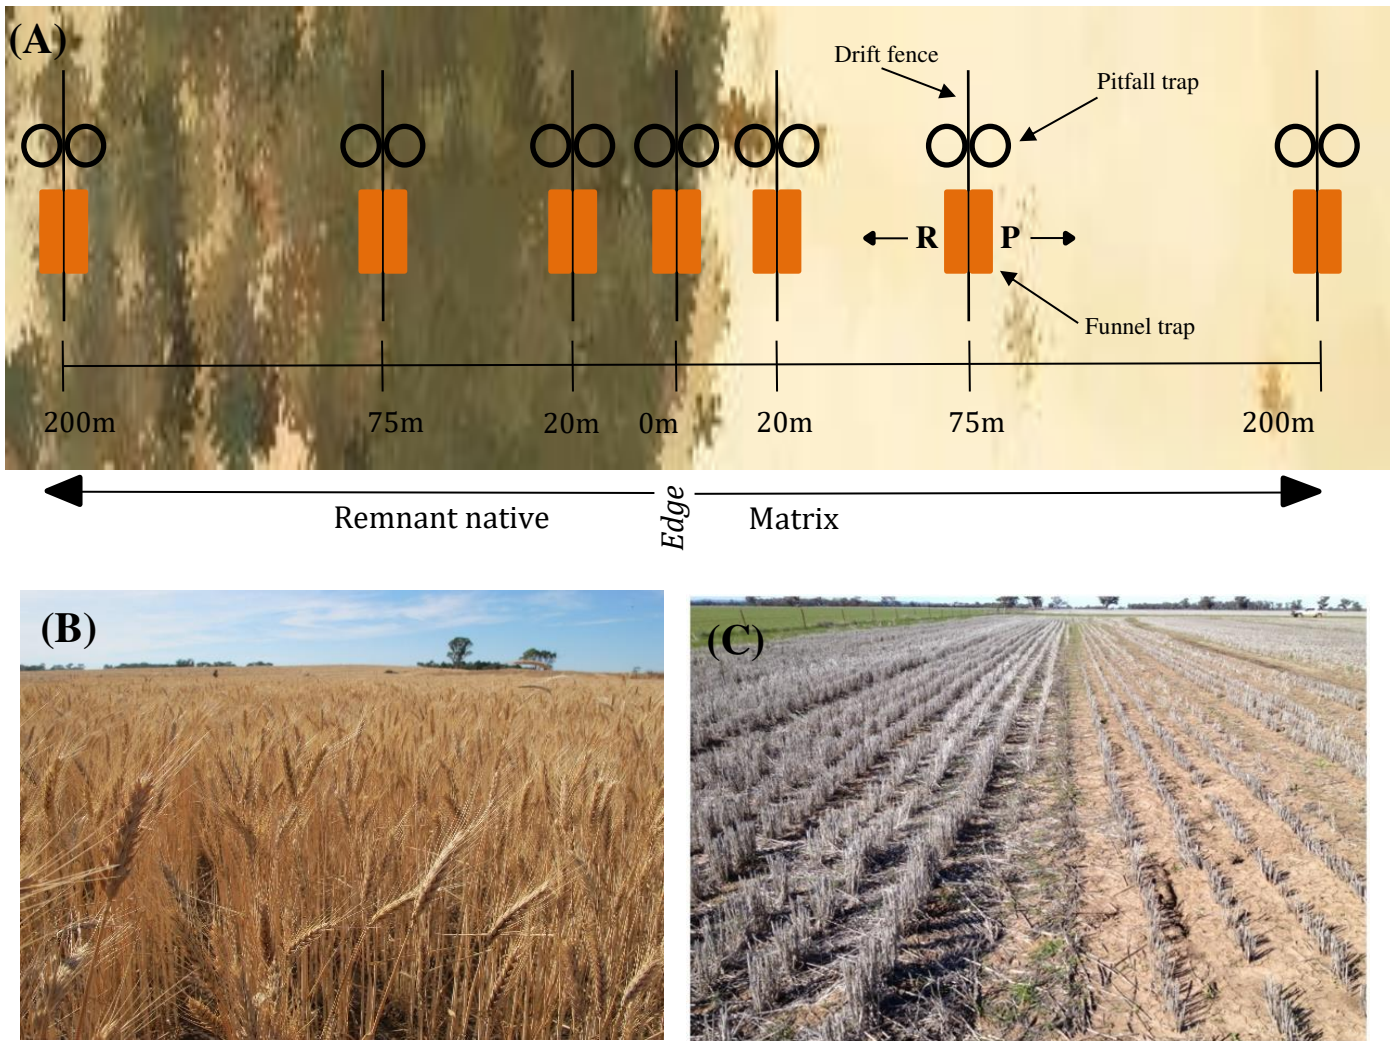 (A)
Drift fence
Pitfall trap
R
P
Funnel trap
200m
75m
20m
0m
20m
75m
200m
Remnant native
Edge
Matrix
(B)
(C)